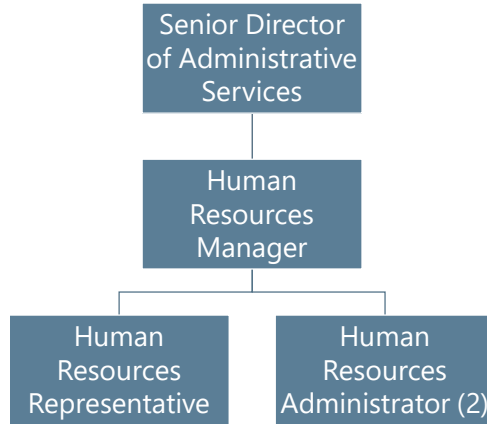 Senior Director
of Administrative
Services
Human
Resources
Manager
Human
Resources
Representative
Human
Resources
Administrator (2)